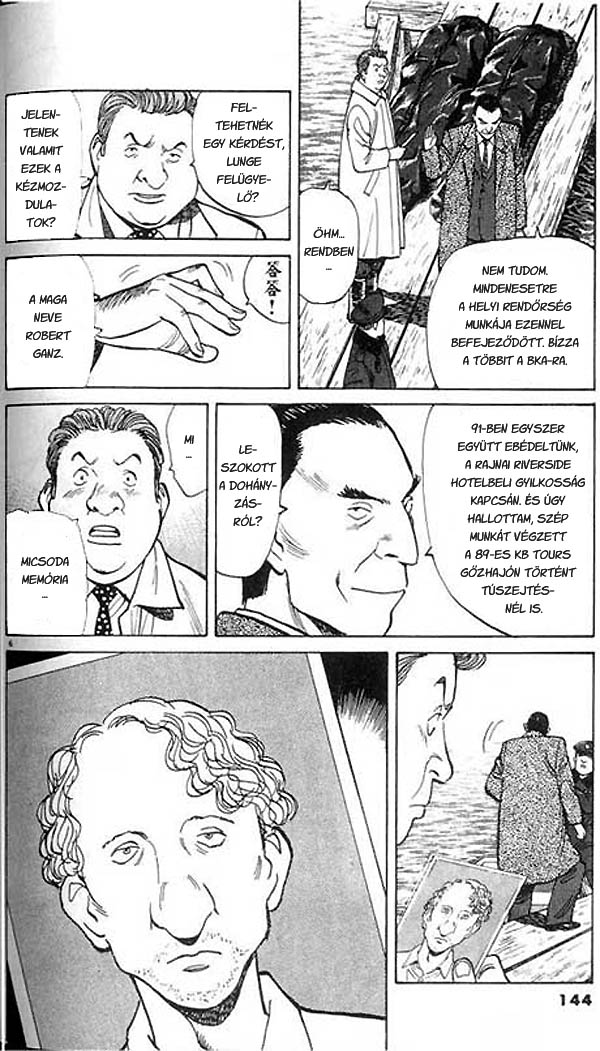 NEM TUDOM.
MINDENESETRE
A HELYI RENDŐRSÉG
MUNKÁJA EZENNEL
BEFEJEZŐDÖTT. BÍZZA
A TÖBBIT A BKA-RA.
ÖHM...
RENDBEN
...
FEL-
TEHETNÉK
EGY KÉRDÉST,
LUNGE
FELÜGYE-
LŐ?
JELEN-
TENEK
VALAMIT
EZEK A
KÉZMOZ-
DULA-
TOK?
答答!
A MAGA
NEVE
ROBERT
GANZ.
91-BEN EGYSZER
EGYÜTT EBÉDELTÜNK,
A RAJNAI RIVERSIDE
HOTELBELI GYILKOSSÁG
KAPCSÁN. ÉS ÚGY
HALLOTTAM, SZÉP
MUNKÁT VÉGZETT
A 89-ES KB TOURS
GŐZHAJÓN TÖRTÉNT
TÚSZEJTÉS-
NÉL IS.
LE-
SZOKOTT
A DOHÁNY-
ZÁS-
RÓL?
MI
...
MICSODA
MEMÓRIA
...
144